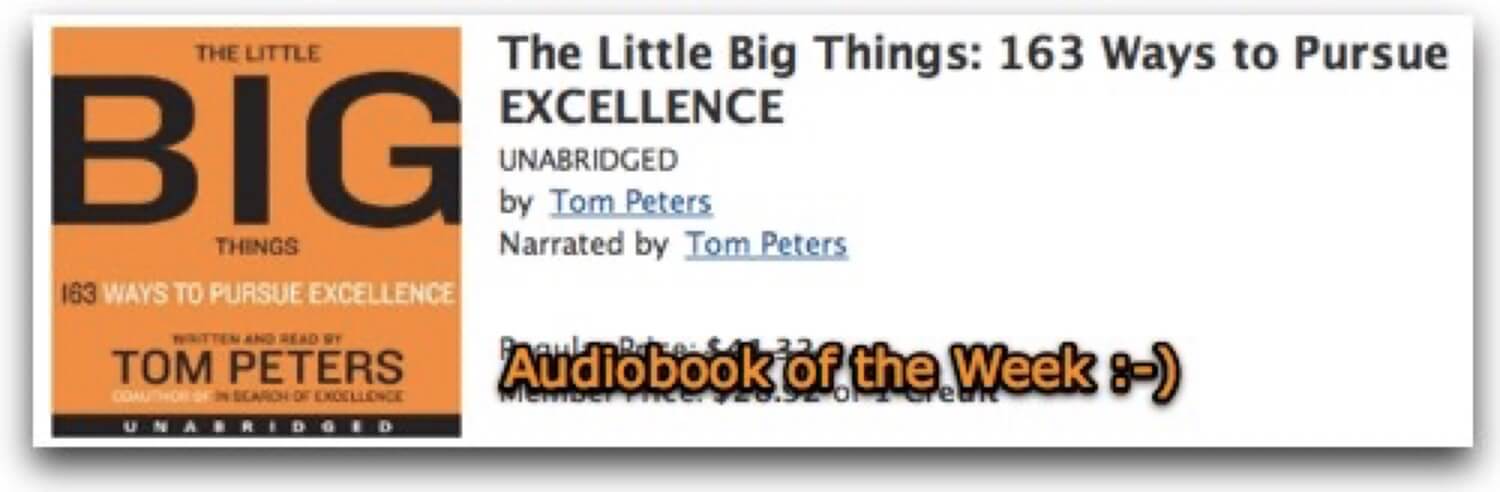 THE LITTLE
BIG
THINGS
163 WAYS TO PURSUE EXCELLENCE
WRITTEN AND READ BY
TOM PETERS
COAUTHOR OF IN SEARCH OF EXCELLENCE
UNABRIDGED
The Little Big Things: 163 Ways to Pursue
EXCELLENCE
UNABRIDGED
by Tom Peters
Narrated by Tom Peters
Regular Price:
Audiobook of the Week :-)
Member Price: or 1 Credit